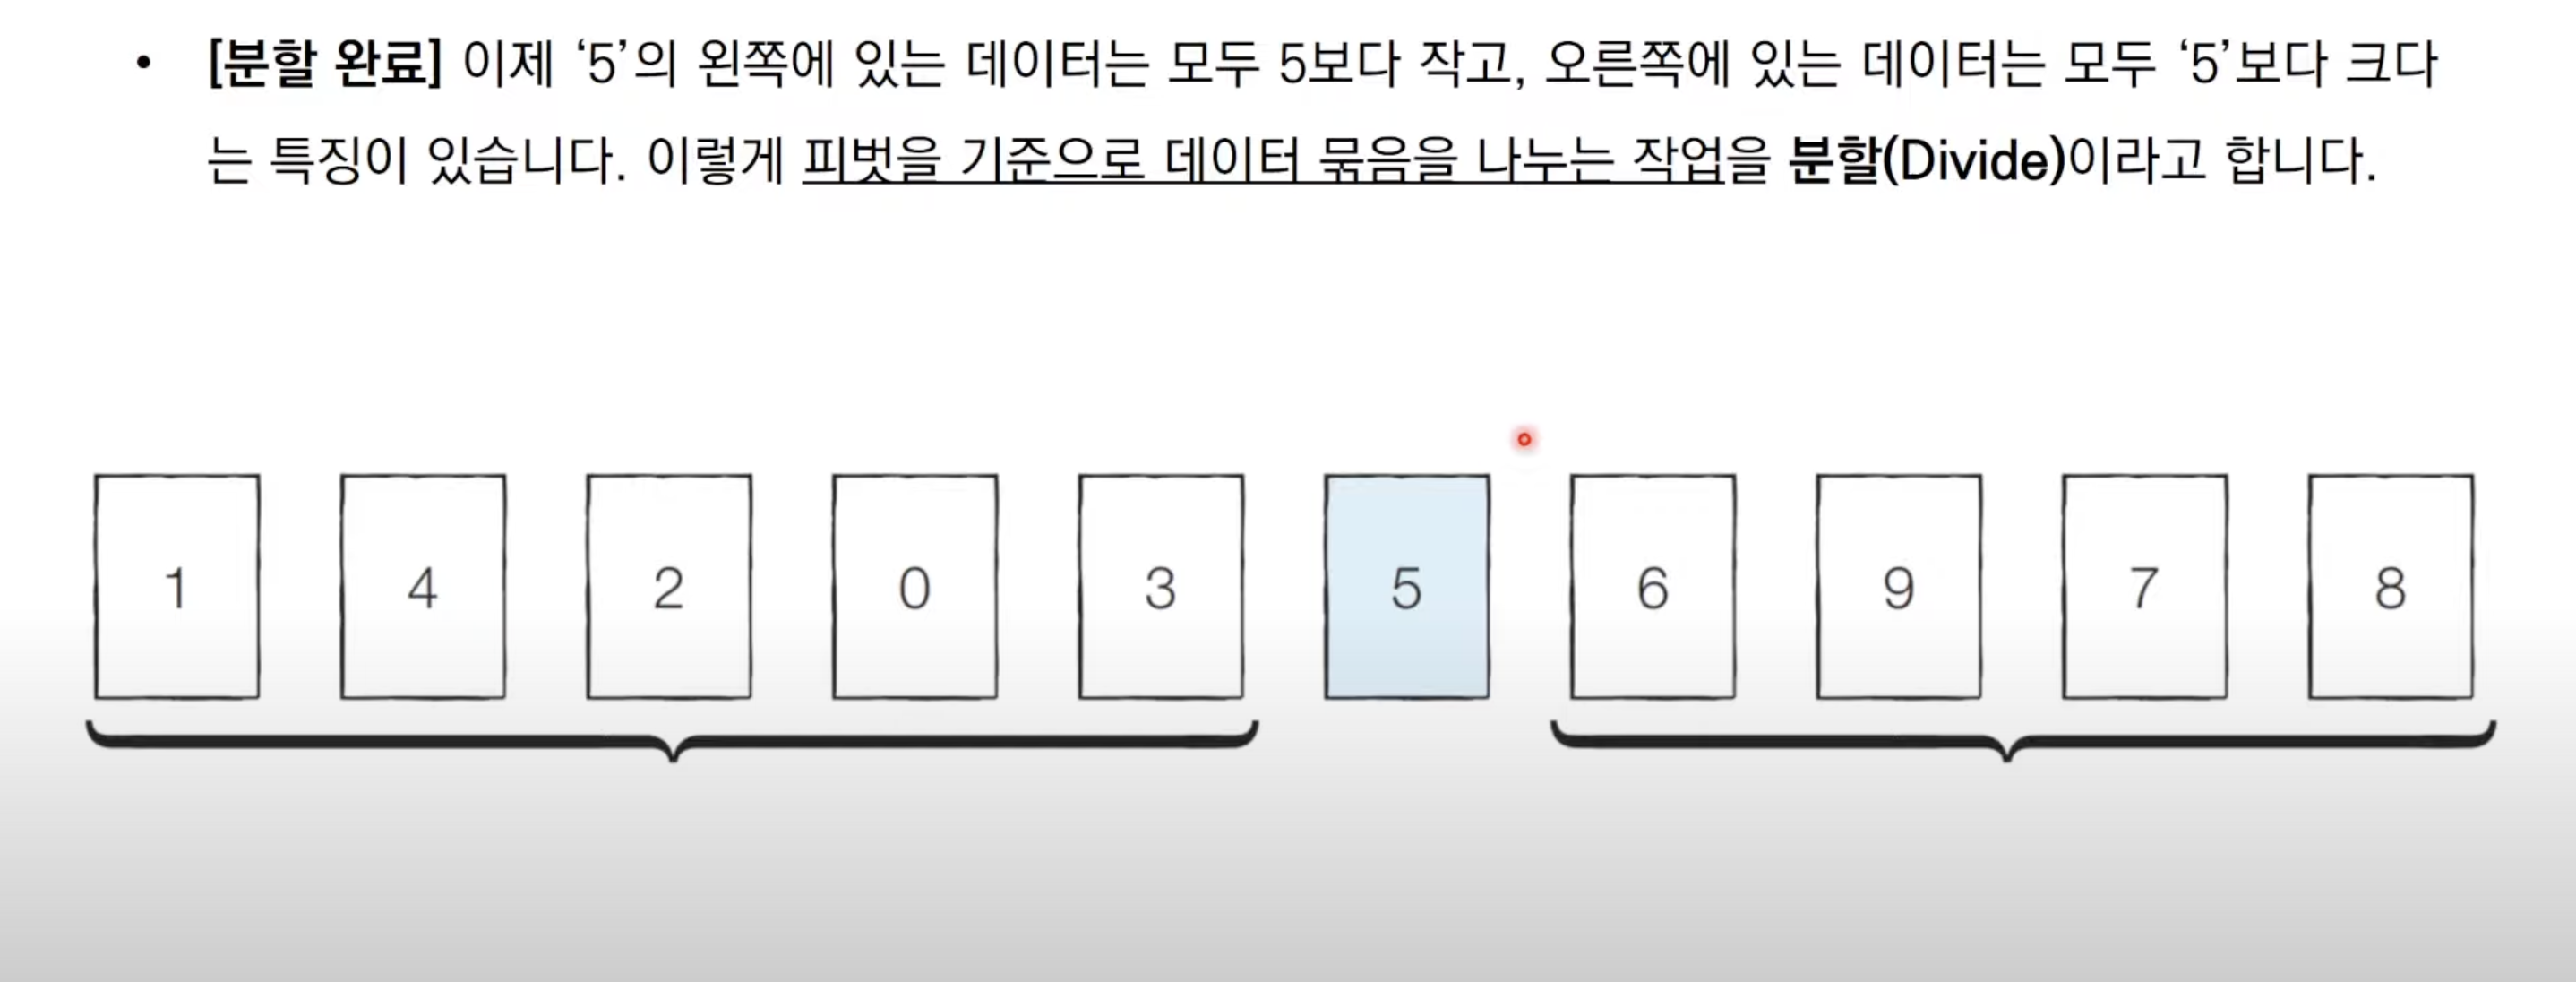 • [분할 완료] 이제 ‘5’의 왼쪽에 있는 데이터는 모두 5보다 작고, 오른쪽에 있는 데이터는 모두 ‘5’보다 크다
는 특징이 있습니다. 이렇게 피벗을 기준으로 데이터 묶음을 나누는 작업을 분할(Divide)이라고 합니다.
1 4 2 0 3 5 6 9 7 8